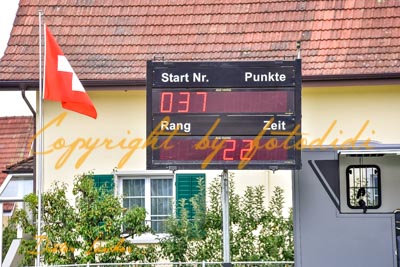 Start Nr. Punkte
037
Rang Zeit
22
Copyright by fotodidi